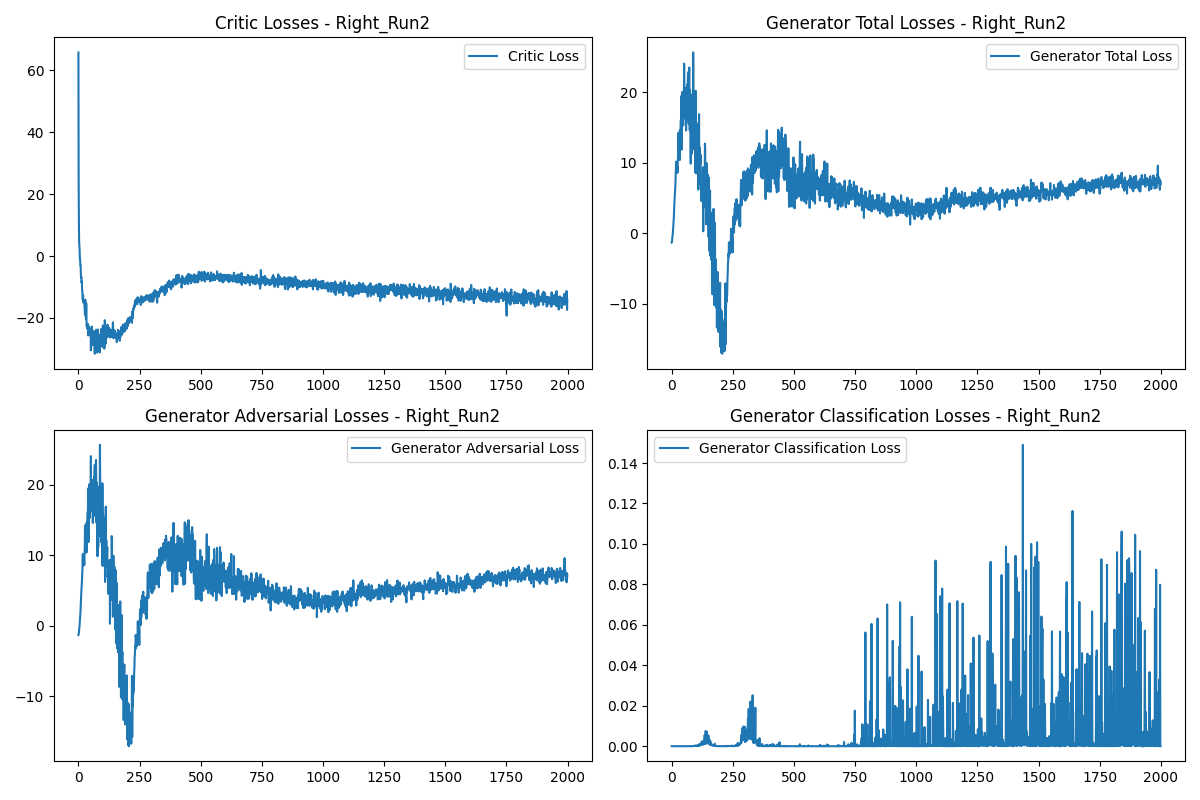 Critic Losses - Right_Run2
Critic Loss
60
40
20
0
−20
0 250 500 750 1000 1250 1500 1750 2000
Generator Total Losses - Right_Run2
Generator Total Loss
20
10
0
−10
0 250 500 750 1000 1250 1500 1750 2000
Generator Adversarial Losses - Right_Run2
Generator Adversarial Loss
20
10
0
−10
0 250 500 750 1000 1250 1500 1750 2000
Generator Classification Losses - Right_Run2
Generator Classification Loss
0.14
0.12
0.10
0.08
0.06
0.04
0.02
0.00
0 250 500 750 1000 1250 1500 1750 2000